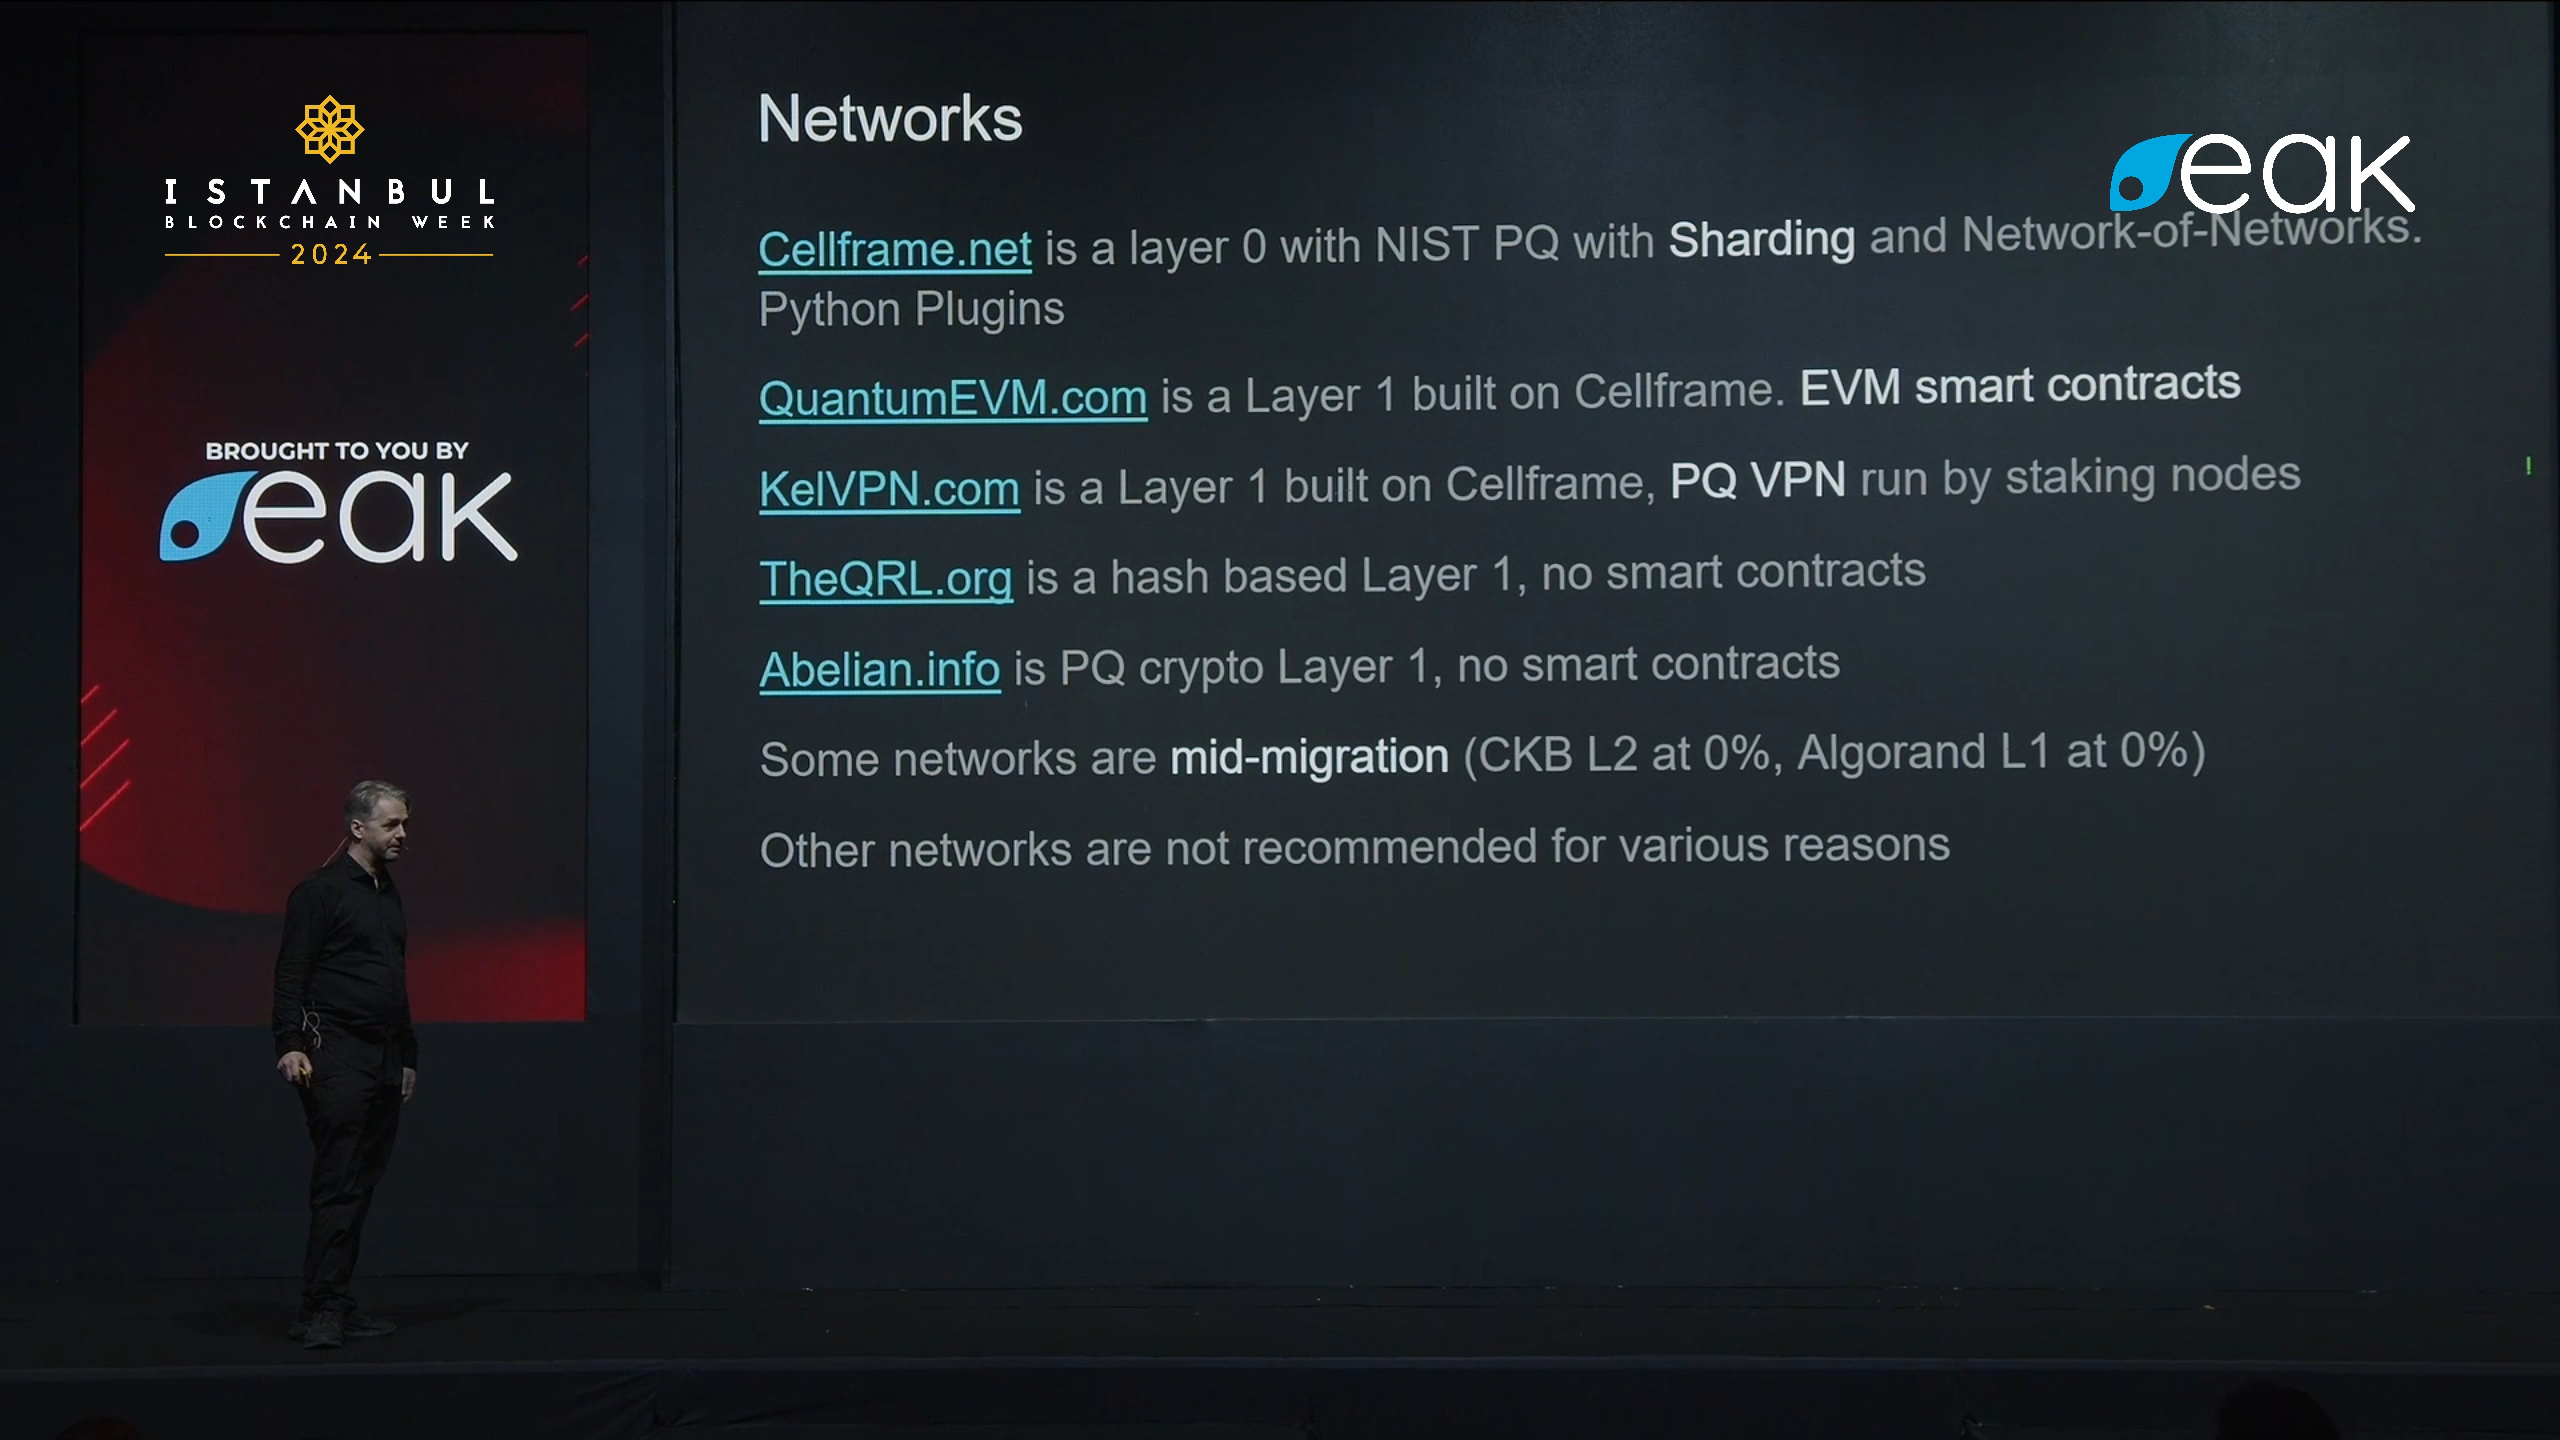 ISTANBUL
BLOCKCHAIN WEEK
2024
BROUGHT TO YOU BY
eak
eak
Networks
Cellframe.net is a layer 0 with NIST PQ with Sharding and Network-of-Networks.
Python Plugins
QuantumEVM.com is a Layer 1 built on Cellframe. EVM smart contracts
KelVPN.com is a Layer 1 built on Cellframe, PQ VPN run by staking nodes
TheQRL.org is a hash based Layer 1, no smart contracts
Abelian.info is PQ crypto Layer 1, no smart contracts
Some networks are mid-migration (CKB L2 at 0%, Algorand L1 at 0%)
Other networks are not recommended for various reasons